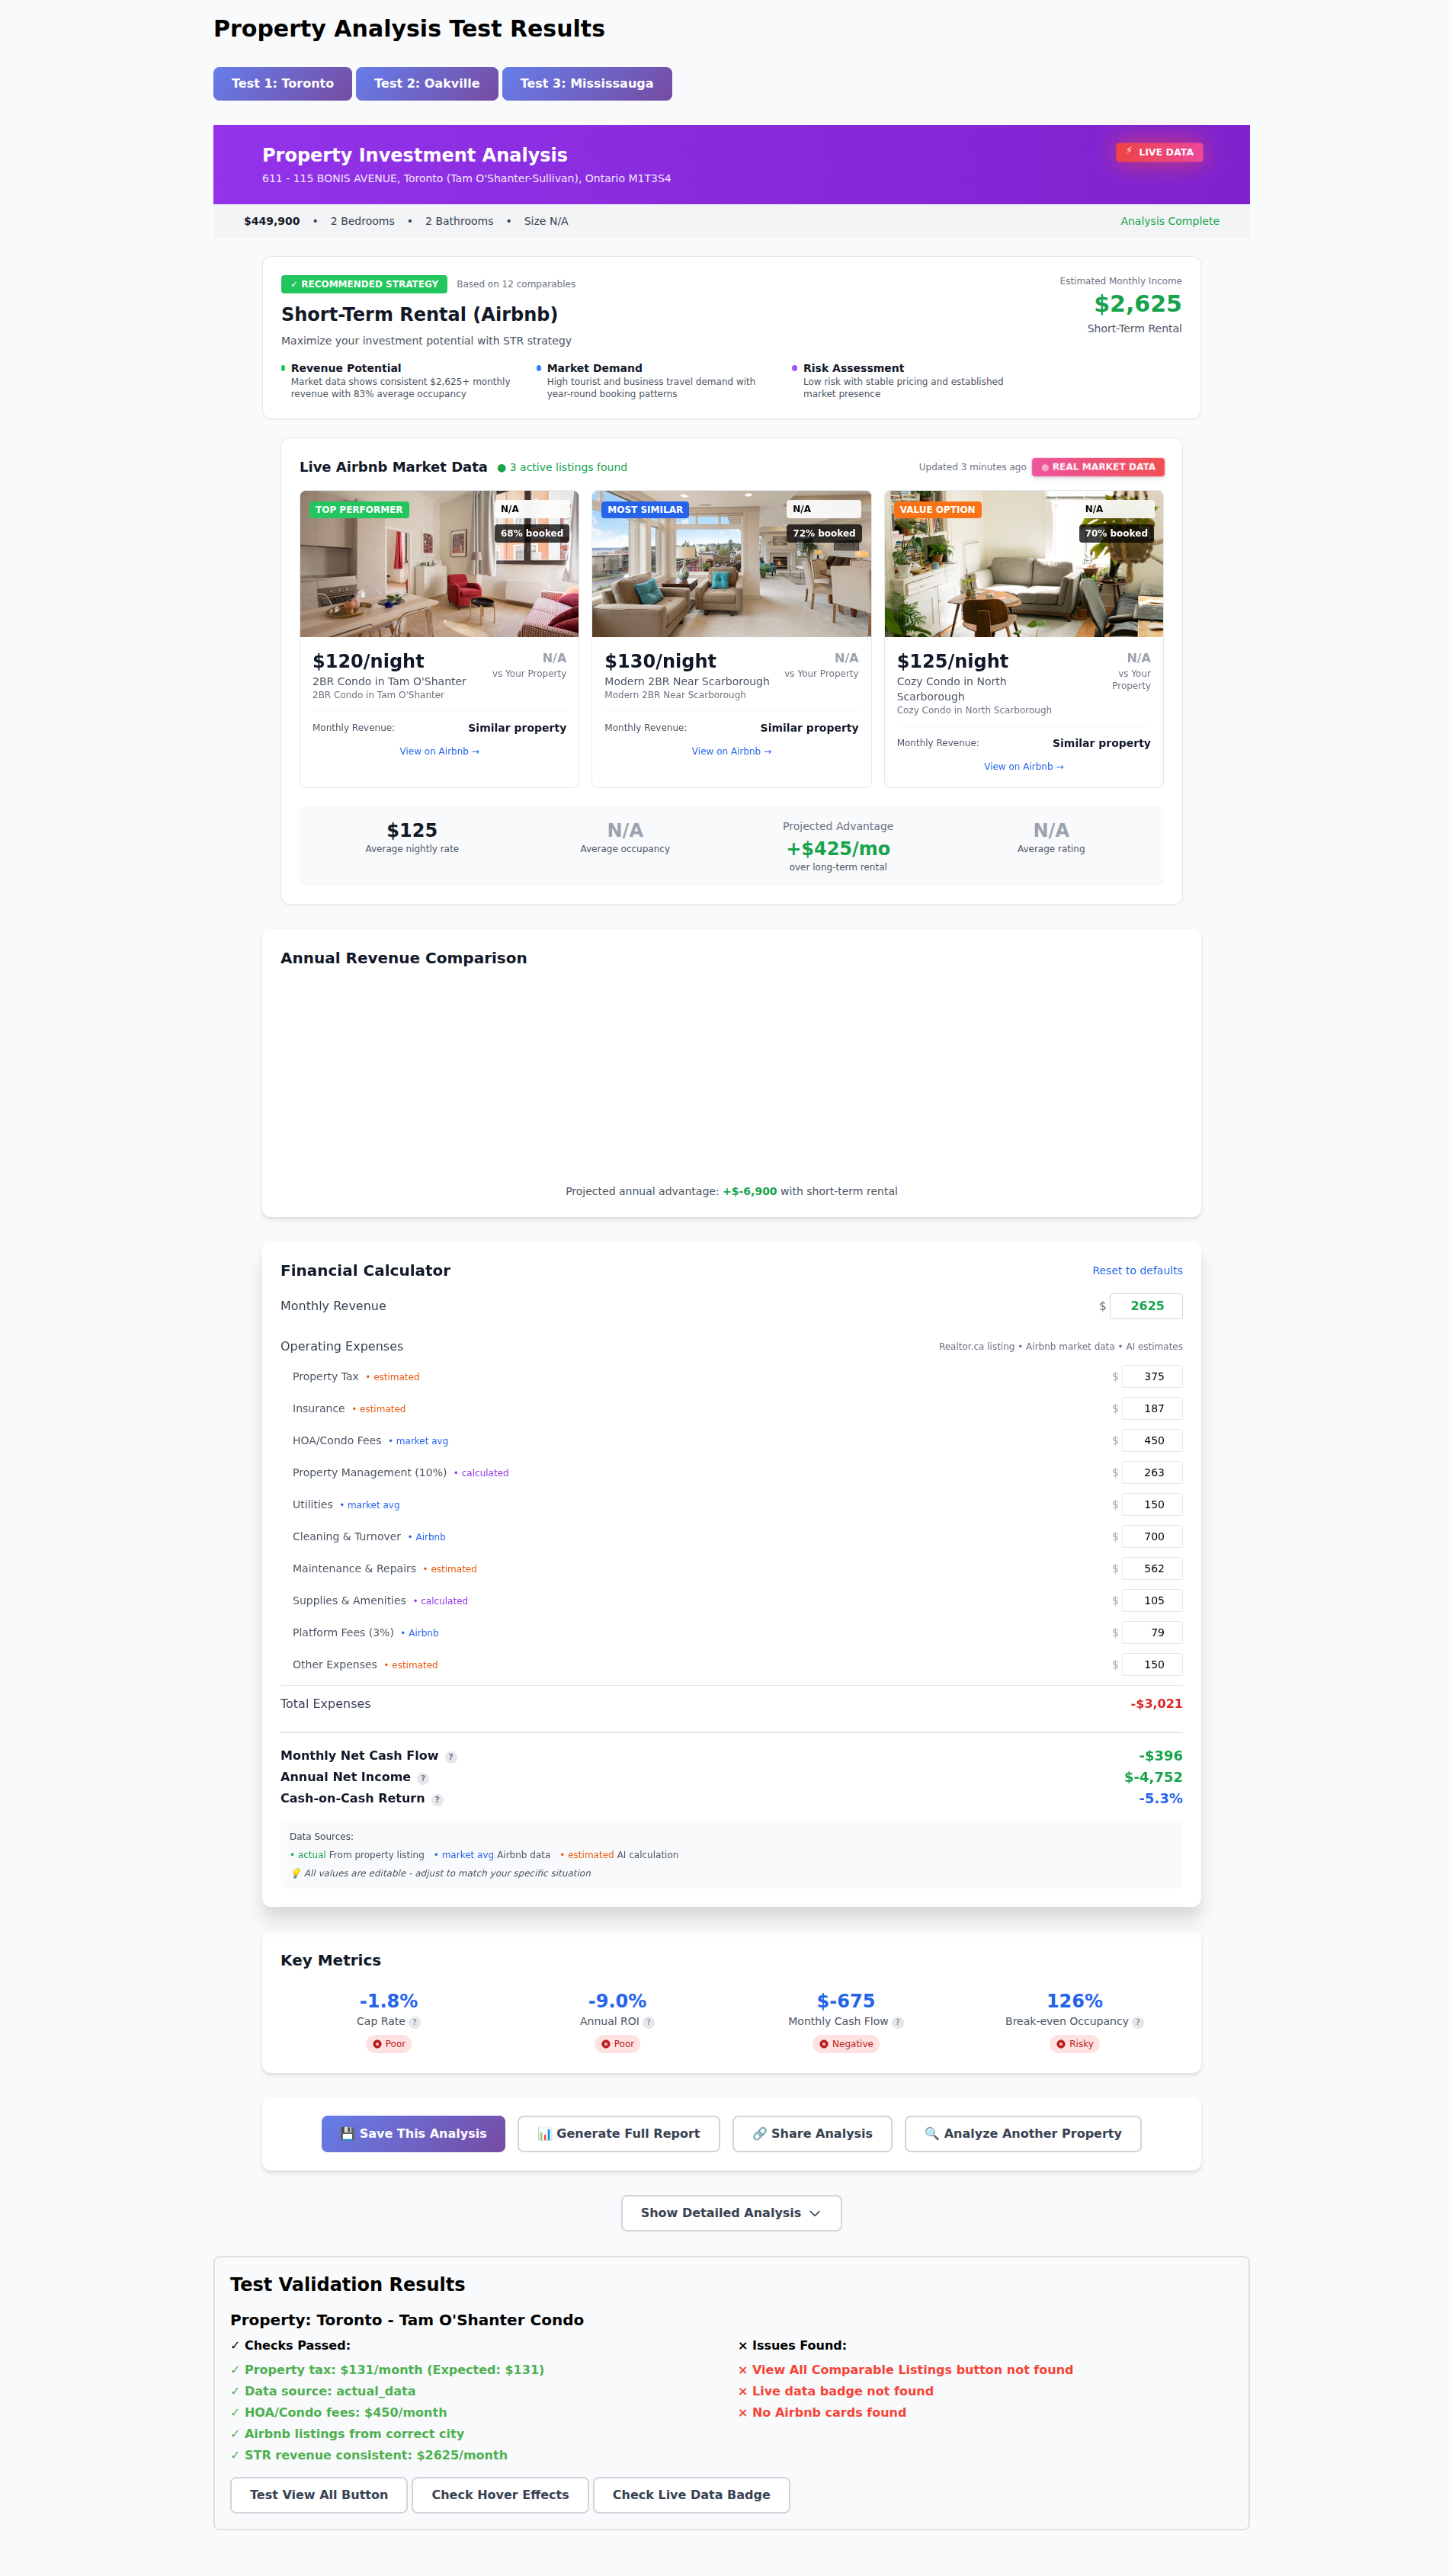 Property Analysis Test Results
Test 1: Toronto
Test 2: Oakville
Test 3: Mississauga
Property Investment Analysis
⚡ LIVE DATA
611 - 115 BONIS AVENUE, Toronto (Tam O'Shanter-Sullivan), Ontario M1T3S4
$449,900 • 2 Bedrooms • 2 Bathrooms • Size N/A
Analysis Complete
✓ RECOMMENDED STRATEGY
Based on 12 comparables
Short-Term Rental (Airbnb)
Maximize your investment potential with STR strategy
Estimated Monthly Income
$2,625
Short-Term Rental
Revenue Potential
Market data shows consistent $2,625+ monthly
revenue with 83% average occupancy
Market Demand
High tourist and business travel demand with
year-round booking patterns
Risk Assessment
Low risk with stable pricing and established
market presence
Live Airbnb Market Data
● 3 active listings found
Updated 3 minutes ago
● REAL MARKET DATA
TOP PERFORMER
N/A
68% booked
$120/night
N/A
2BR Condo in Tam O'Shanter
vs Your Property
2BR Condo in Tam O'Shanter
Monthly Revenue:
Similar property
View on Airbnb →
MOST SIMILAR
N/A
72% booked
$130/night
N/A
Modern 2BR Near Scarborough
vs Your Property
Modern 2BR Near Scarborough
Monthly Revenue:
Similar property
View on Airbnb →
VALUE OPTION
N/A
70% booked
$125/night
N/A
Cozy Condo in North
Scarborough
vs Your
Property
Cozy Condo in North Scarborough
Monthly Revenue:
Similar property
View on Airbnb →
$125
Average nightly rate
N/A
Average occupancy
Projected Advantage
+$425/mo
over long-term rental
N/A
Average rating
Annual Revenue Comparison
Projected annual advantage: +$-6,900 with short-term rental
Financial Calculator
Reset to defaults
Monthly Revenue
$ 2625
Operating Expenses
Realtor.ca listing • Airbnb market data • AI estimates
Property Tax • estimated
$ 375
Insurance • estimated
$ 187
HOA/Condo Fees • market avg
$ 450
Property Management (10%) • calculated
$ 263
Utilities • market avg
$ 150
Cleaning & Turnover • Airbnb
$ 700
Maintenance & Repairs • estimated
$ 562
Supplies & Amenities • calculated
$ 105
Platform Fees (3%) • Airbnb
$ 79
Other Expenses • estimated
$ 150
Total Expenses
-$3,021
Monthly Net Cash Flow ?
-$396
Annual Net Income ?
$-4,752
Cash-on-Cash Return ?
-5.3%
Data Sources:
• actual From property listing • market avg Airbnb data • estimated AI calculation
💡 All values are editable - adjust to match your specific situation
Key Metrics
-1.8%
Cap Rate ?
Poor
-9.0%
Annual ROI ?
Poor
$-675
Monthly Cash Flow ?
Negative
126%
Break-even Occupancy ?
Risky
💾 Save This Analysis
📊 Generate Full Report
🔗 Share Analysis
🔍 Analyze Another Property
Show Detailed Analysis
Test Validation Results
Property: Toronto - Tam O'Shanter Condo
✓ Checks Passed:
✓ Property tax: $131/month (Expected: $131)
✓ Data source: actual_data
✓ HOA/Condo fees: $450/month
✓ Airbnb listings from correct city
✓ STR revenue consistent: $2625/month
× Issues Found:
× View All Comparable Listings button not found
× Live data badge not found
× No Airbnb cards found
Test View All Button
Check Hover Effects
Check Live Data Badge